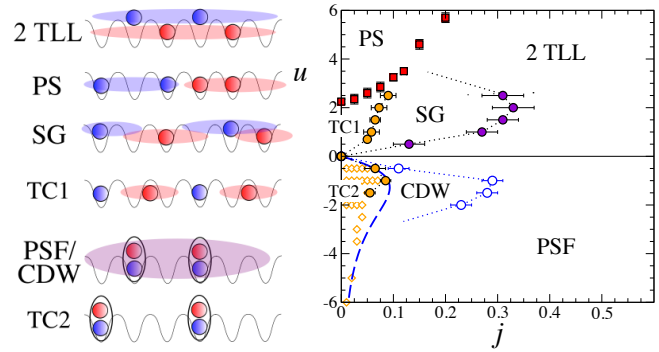 2 TLL
PS
SG
TC1
PSF/
CDW
TC2
u
6
4
2
0
-2
-4
-6
PS
2 TLL
SG
TC1
TC2
CDW
PSF
0
0.1
0.2
0.3
0.4
0.5
j